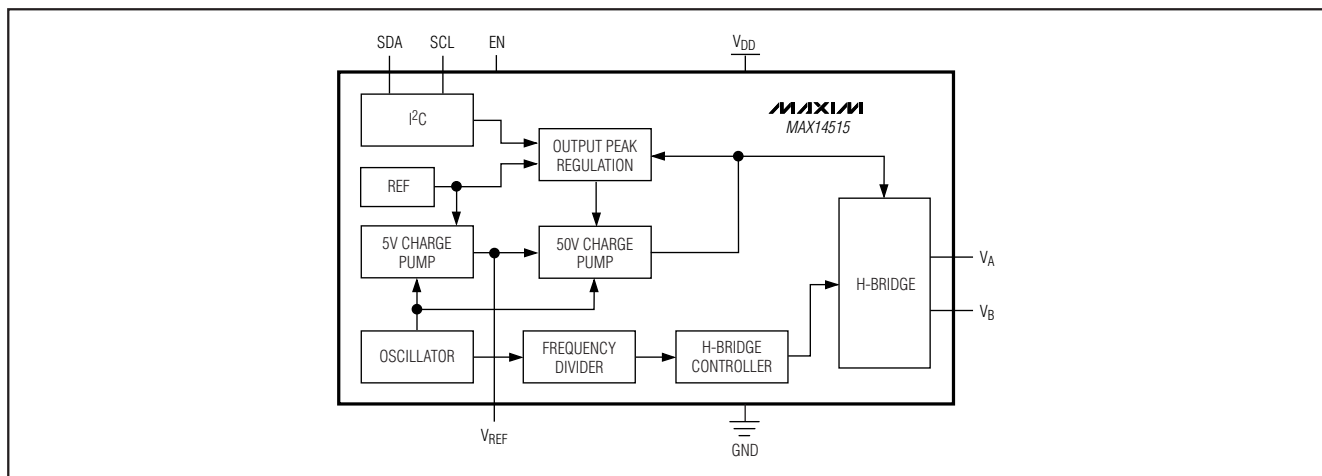 SDA SCL EN VDD
I²C
MAXIM
MAX14515
OUTPUT PEAK
REGULATION
REF
5V CHARGE
PUMP
50V CHARGE
PUMP
H-BRIDGE
VA
VB
OSCILLATOR
FREQUENCY
DIVIDER
H-BRIDGE
CONTROLLER
VREF
GND